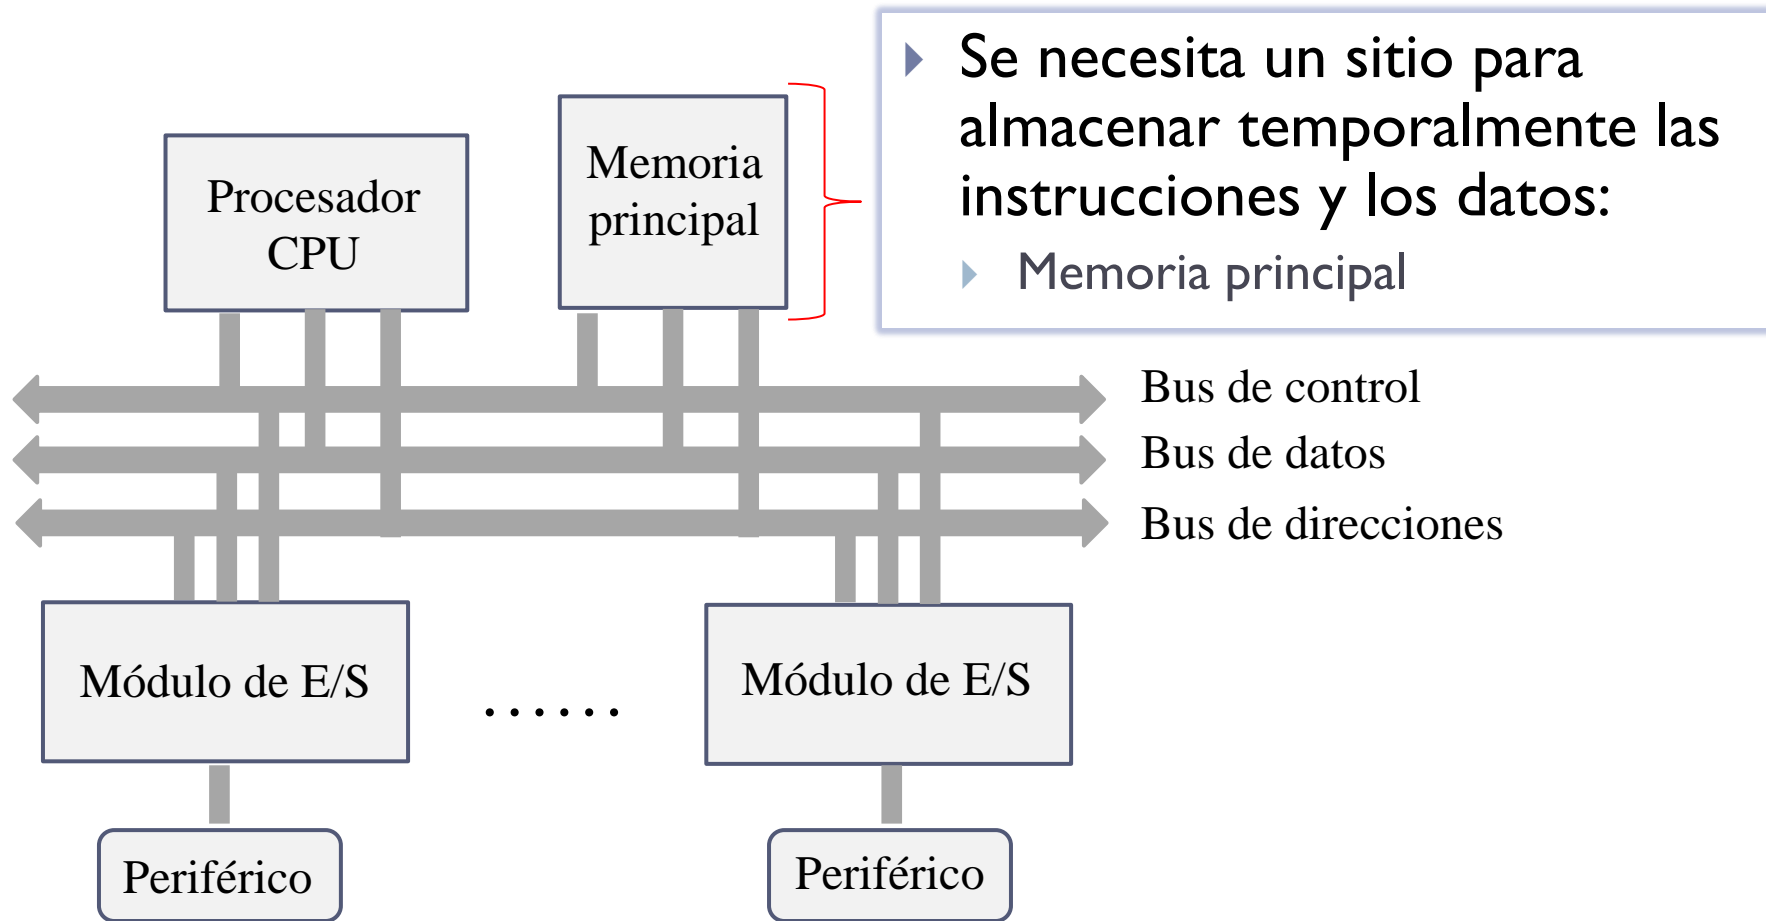 Se necesita un sitio para
almacenar temporalmente las
instrucciones y los datos:
Memoria principal
Procesador
CPU
Memoria
principal
Bus de control
Bus de datos
Bus de direcciones
Módulo de E/S
......
Módulo de E/S
Periférico
Periférico